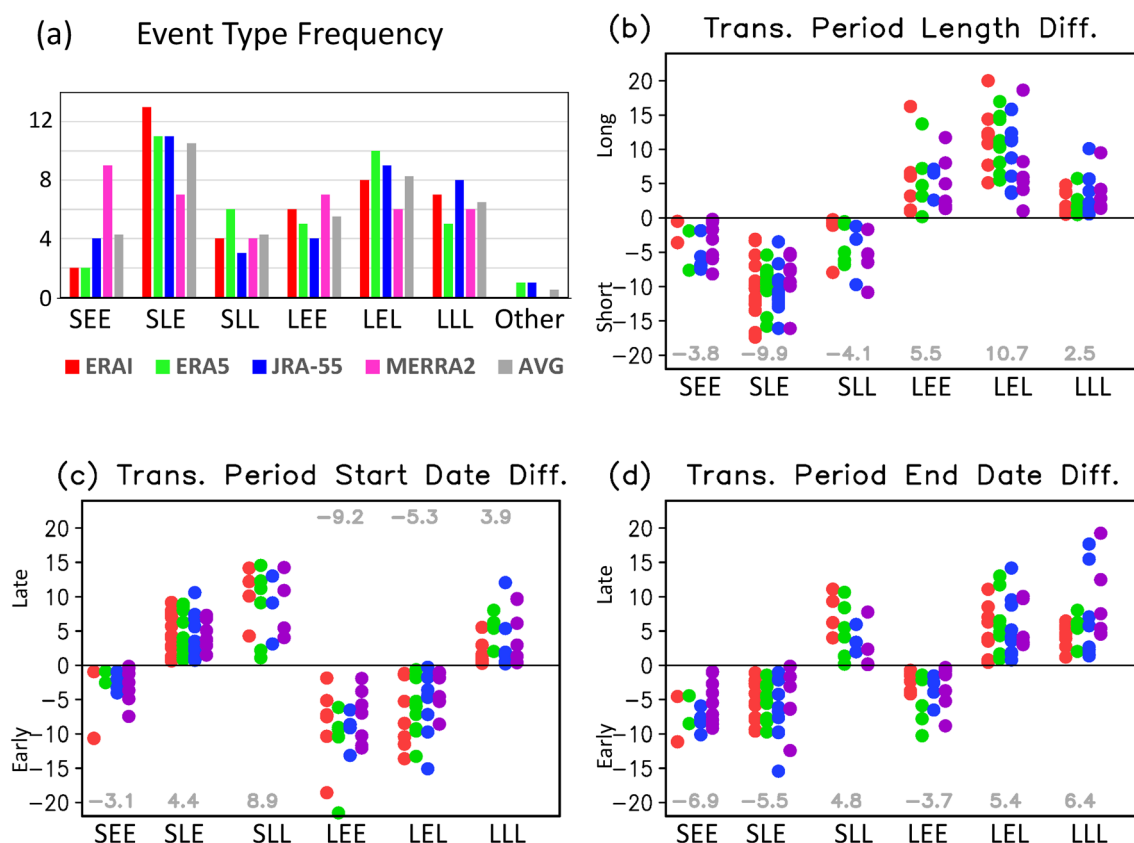 (a) Event Type Frequency
12
8
4
0
SEE SLE SLL LEE LEL LLL Other
ERAI ERA5 JRA-55 MERRA2 AVG
(b) Trans. Period Length Diff.
20
15
10
5
0
−5
−10
−15
−20
Long
Short
−3.8 −9.9 −4.1 5.5 10.7 2.5
SEE SLE SLL LEE LEL LLL
(c) Trans. Period Start Date Diff.
−9.2 −5.3 3.9
20
15
10
5
0
−5
−10
−15
−20
Late
Early
−3.1 4.4 8.9
SEE SLE SLL LEE LEL LLL
(d) Trans. Period End Date Diff.
20
15
10
5
0
−5
−10
−15
−20
Late
Early
−6.9 −5.5 4.8 −3.7 5.4 6.4
SEE SLE SLL LEE LEL LLL